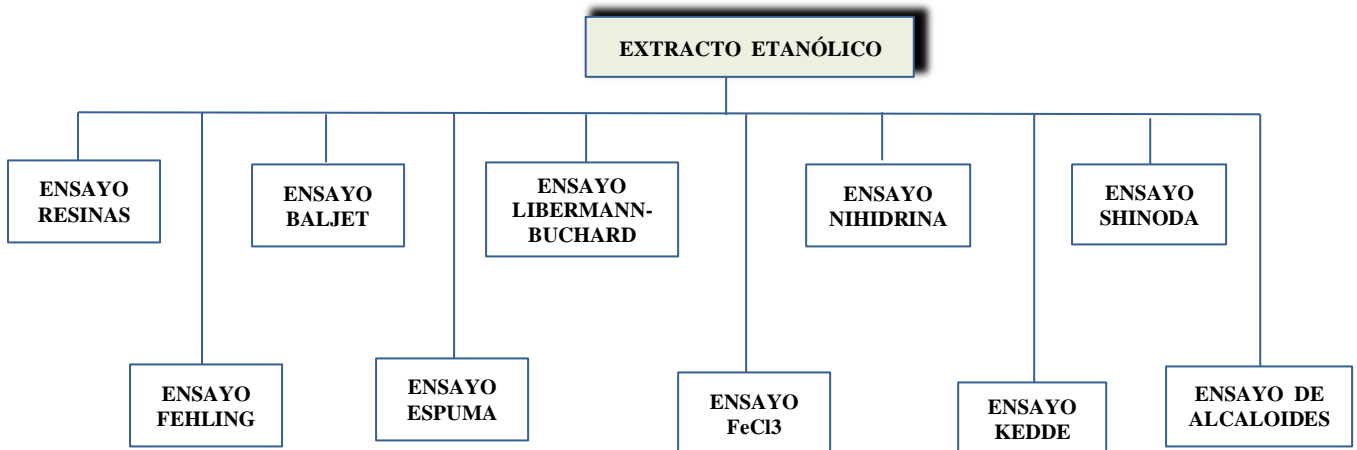 EXTRACTO ETANÓLICO
ENSAYO
RESINAS
ENSAYO
BALJET
ENSAYO
LIBERMANN-
BUCHARD
ENSAYO
NIHIDRINA
ENSAYO
SHINODA
ENSAYO
FEHLING
ENSAYO
ESPUMA
ENSAYO
FeCl3
ENSAYO
KEDDE
ENSAYO DE
ALCALOIDES